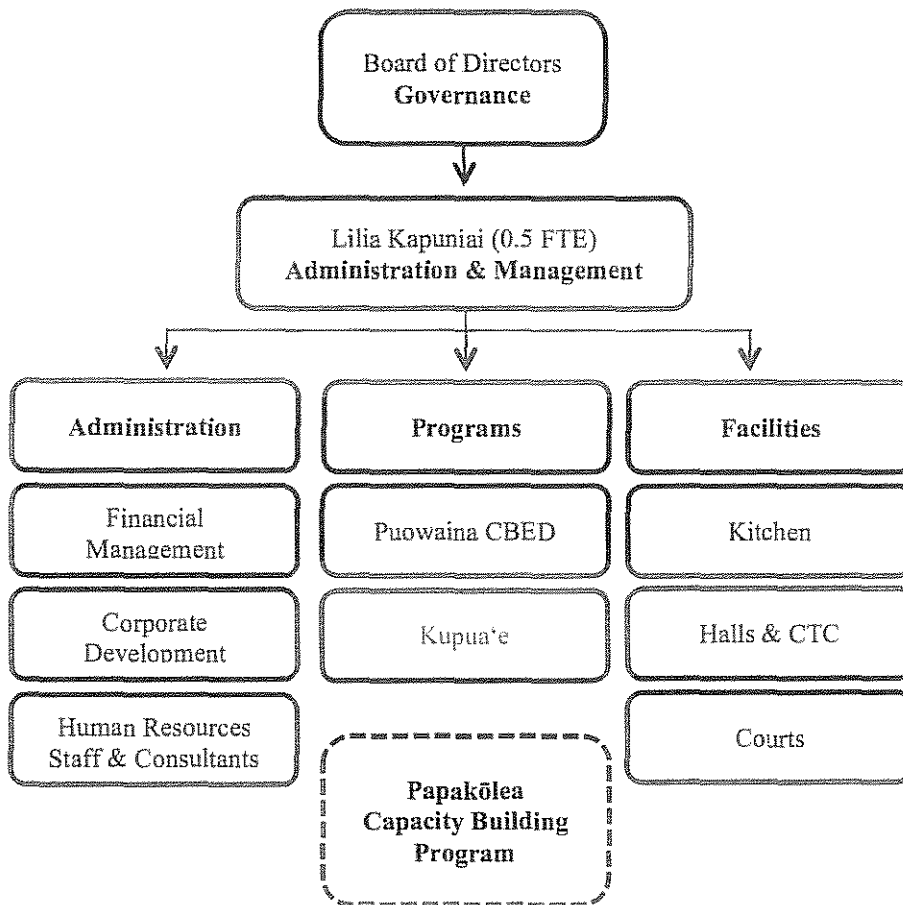 Board of Directors
Governance
Lilia Kapuniai (0.5 FTE)
Administration & Management
Administration
Programs
Facilities
Financial
Management
Puowaina CBED
Kitchen
Corporate
Development
Kupuaʻe
Halls & CTC
Human Resources
Staff & Consultants
Courts
Papakōlea
Capacity Building
Program